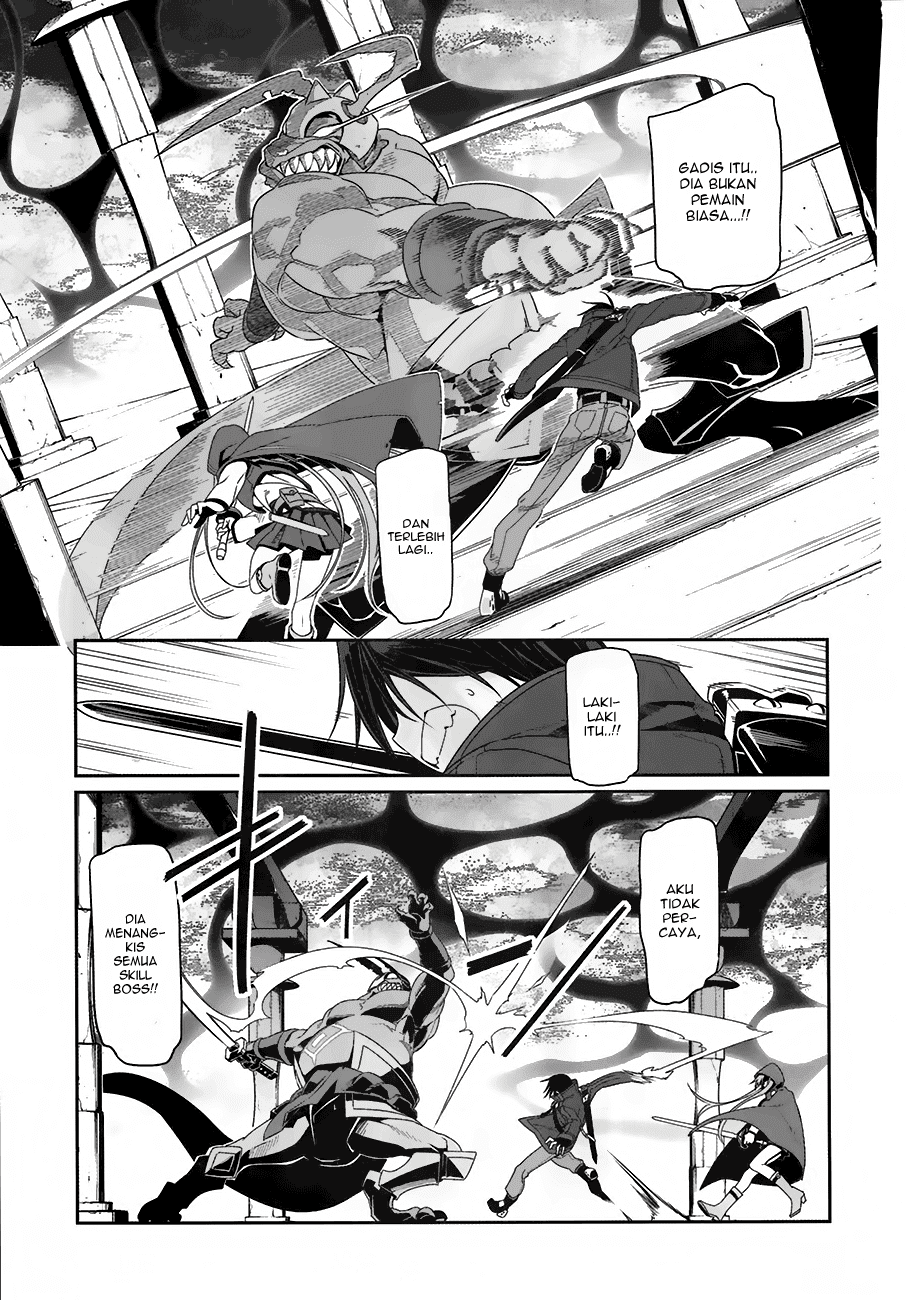 GADIS ITU..
DIA BUKAN
PEMAIN
BIASA...!!
DAN
TERLEBIH
LAGI..
LAKI-
LAKI
ITU..!!
AKU
TIDAK
PER-
CAYA,
DIA
MENANG-
KIS
SEMUA
SKILL
BOSS!!